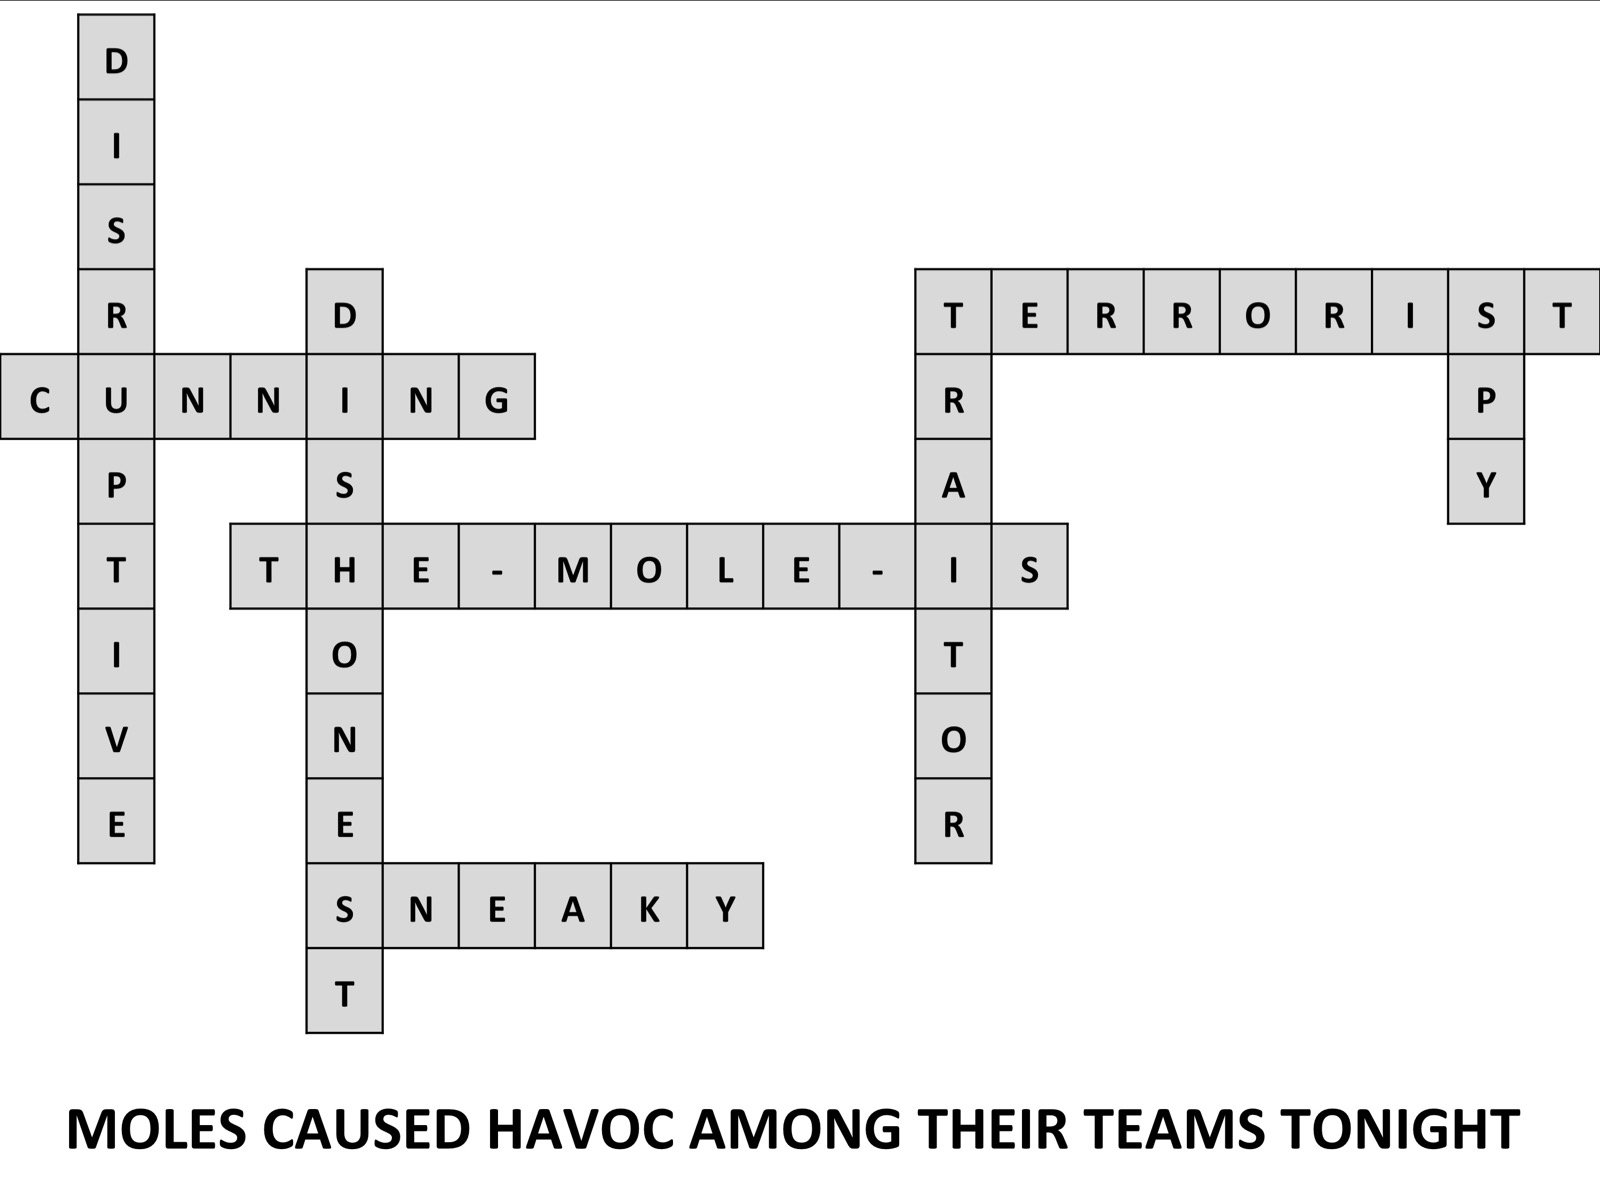 DISRUPTIVE
DISHONEST
TERRORIST
TRAITOR
SPY
CUNNING
THE-MOLE-IS
SNEAKY
MOLES CAUSED HAVOC AMONG THEIR TEAMS TONIGHT